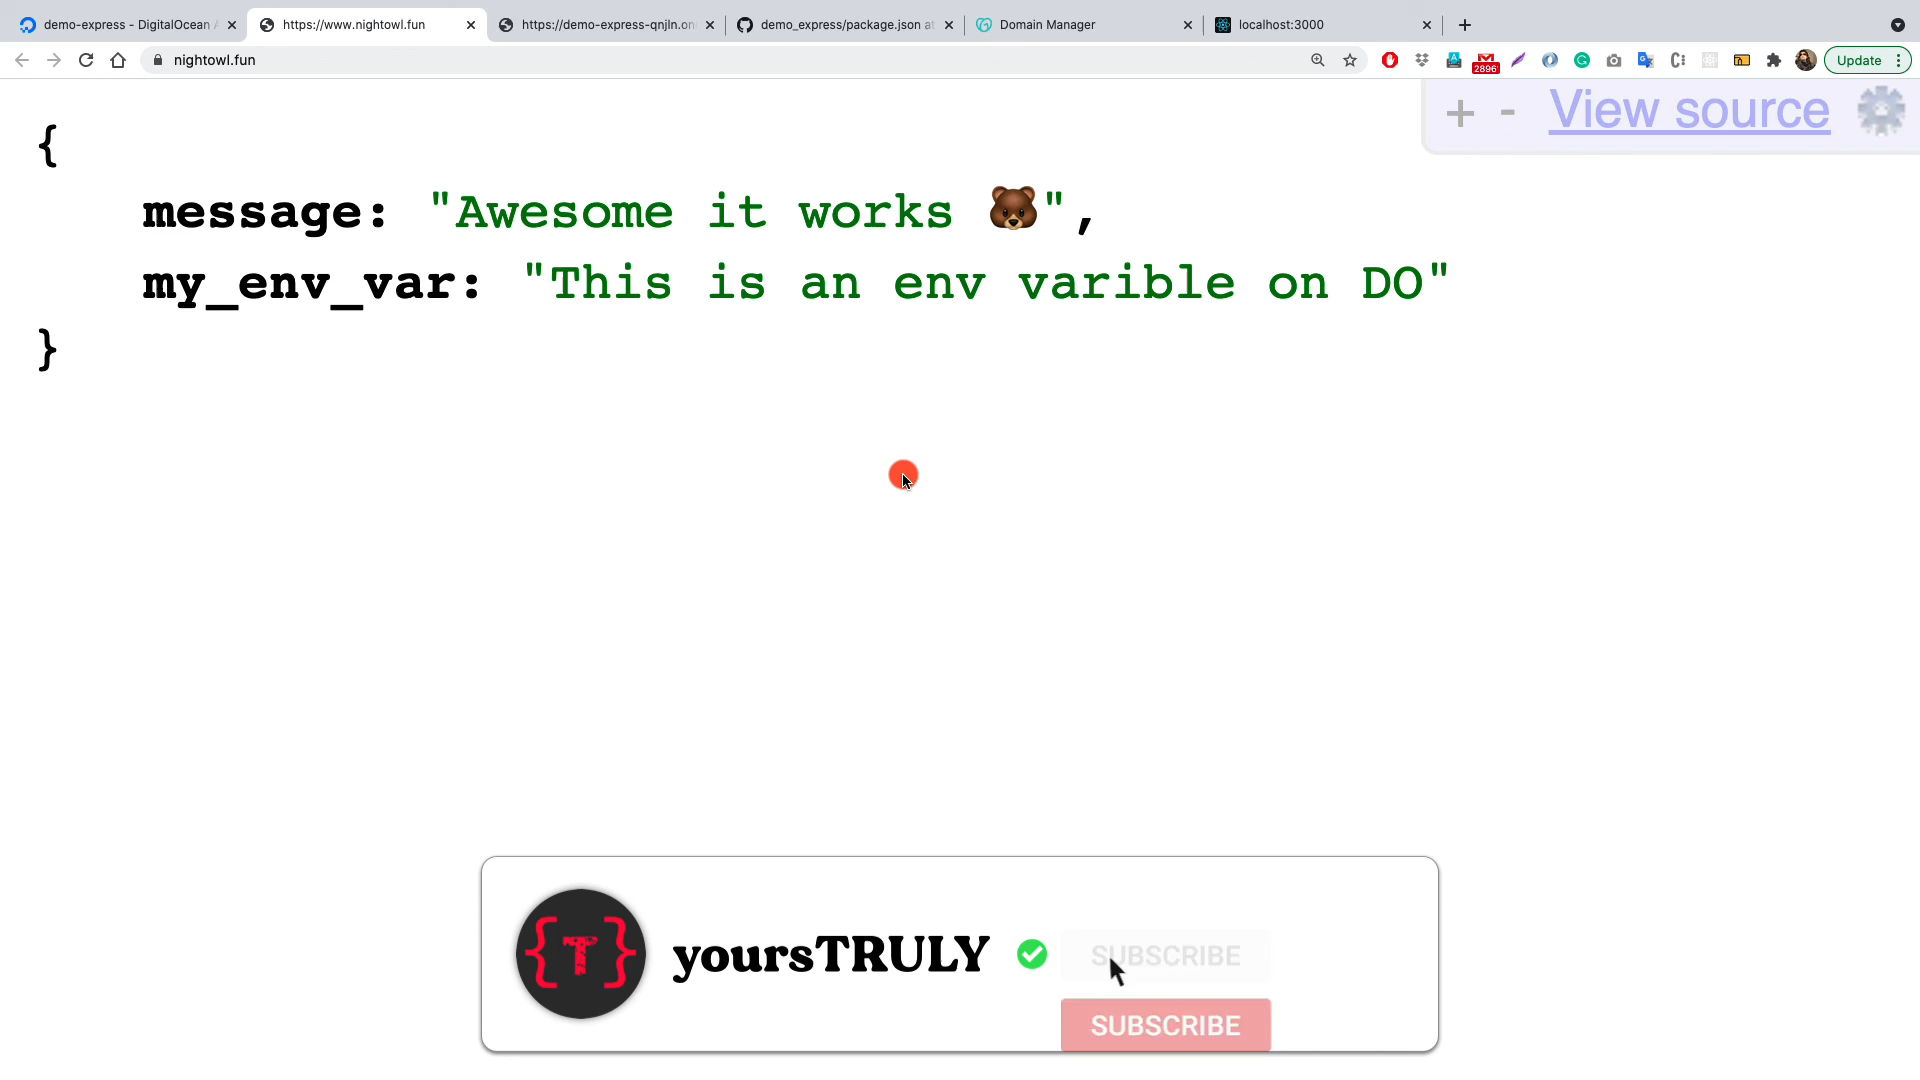 demo-express - DigitalOcean A
https://www.nightowl.fun
https://demo-express-qnjln.on
demo_express/package.json at
Domain Manager
localhost:3000
nightowl.fun
2896
Update
+ - View source
{
message: "Awesome it works 🐻",
my_env_var: "This is an env varible on DO"
}
{T}
yoursTRULY
SUBSCRIBE
SUBSCRIBE